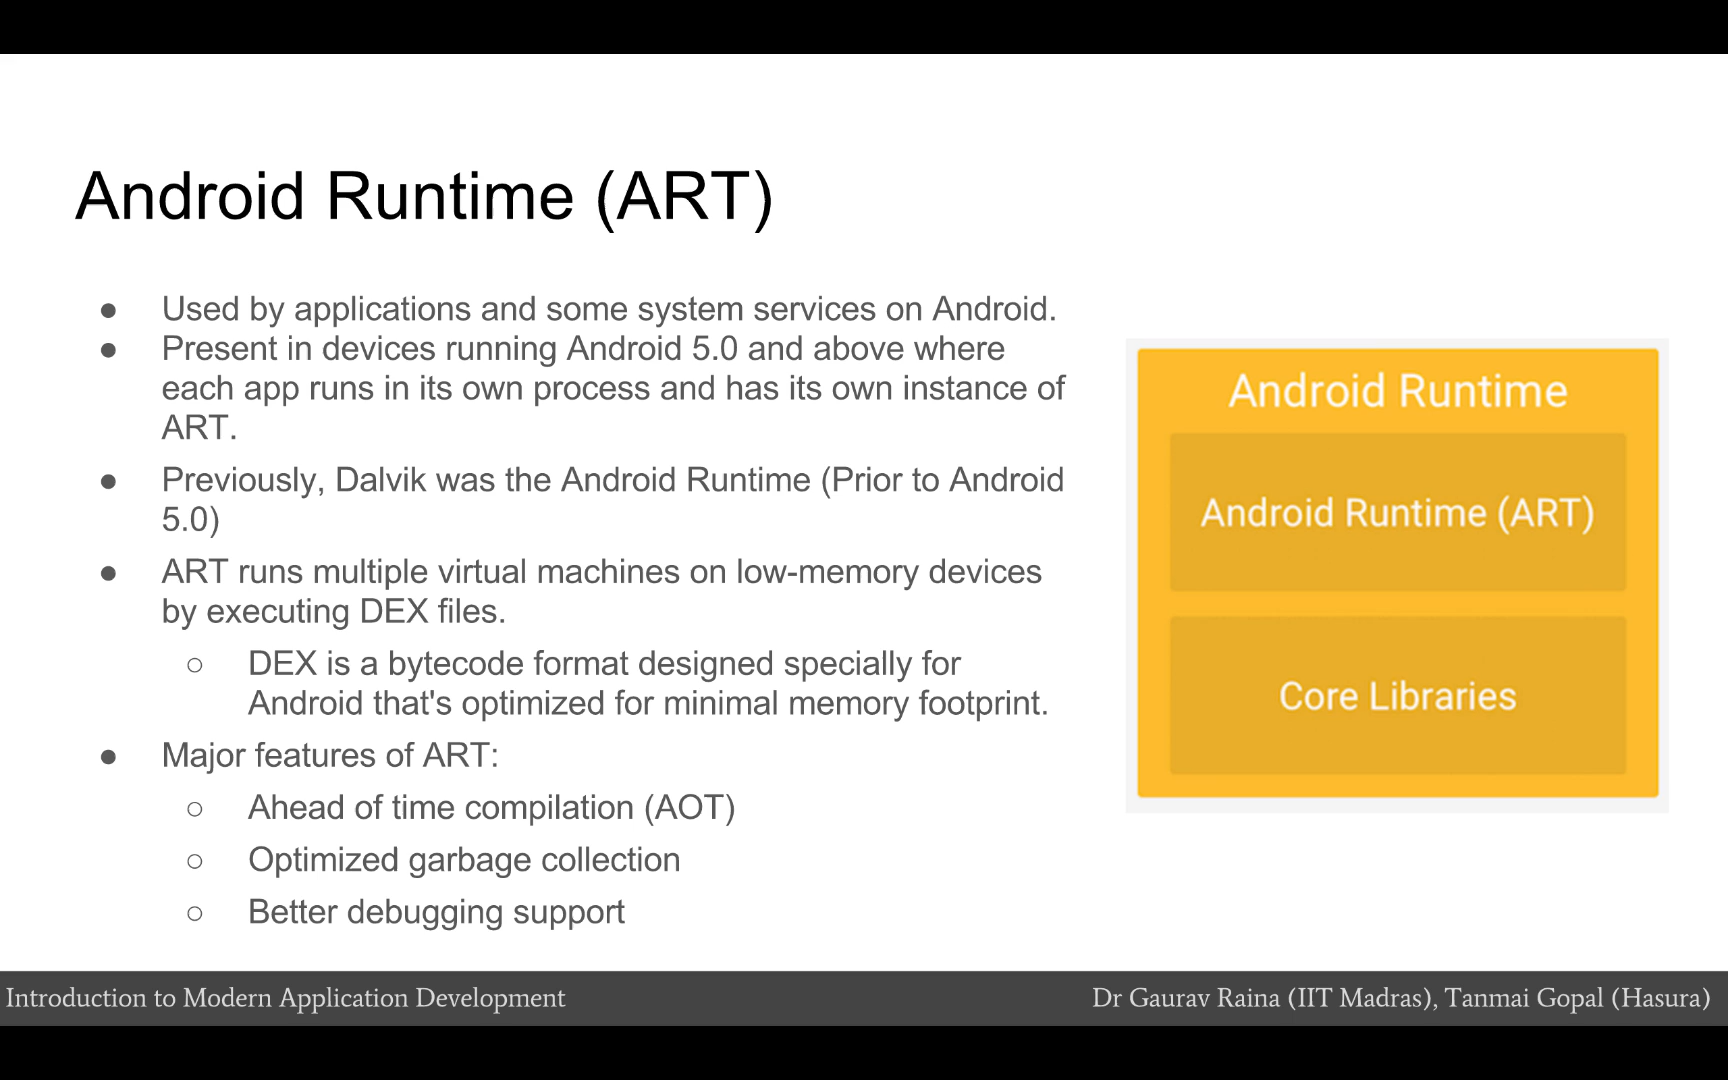 Android Runtime (ART)
● Used by applications and some system services on Android.
● Present in devices running Android 5.0 and above where
each app runs in its own process and has its own instance of
ART.
● Previously, Dalvik was the Android Runtime (Prior to Android
5.0)
● ART runs multiple virtual machines on low-memory devices
by executing DEX files.
○ DEX is a bytecode format designed specially for
Android that's optimized for minimal memory footprint.
● Major features of ART:
○ Ahead of time compilation (AOT)
○ Optimized garbage collection
○ Better debugging support
Android Runtime
Android Runtime (ART)
Core Libraries
Introduction to Modern Application Development
Dr Gaurav Raina (IIT Madras), Tanmai Gopal (Hasura)